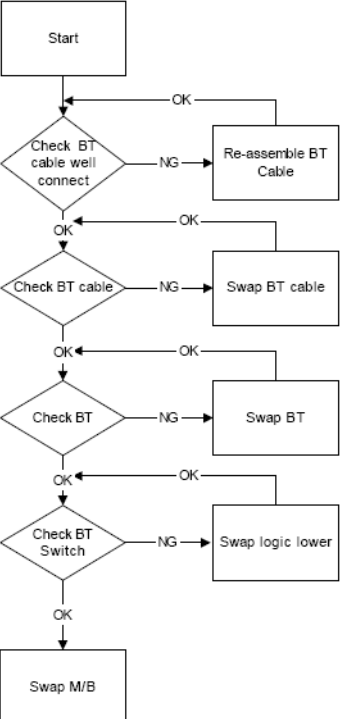 Start
OK
Check BT
cable well
connect
NG
Re-assemble BT
Cable
OK
OK
Check BT cable
NG
Swap BT cable
OK
OK
Check BT
NG
Swap BT
OK
OK
Check BT
Switch
NG
Swap logic lower
OK
Swap M/B